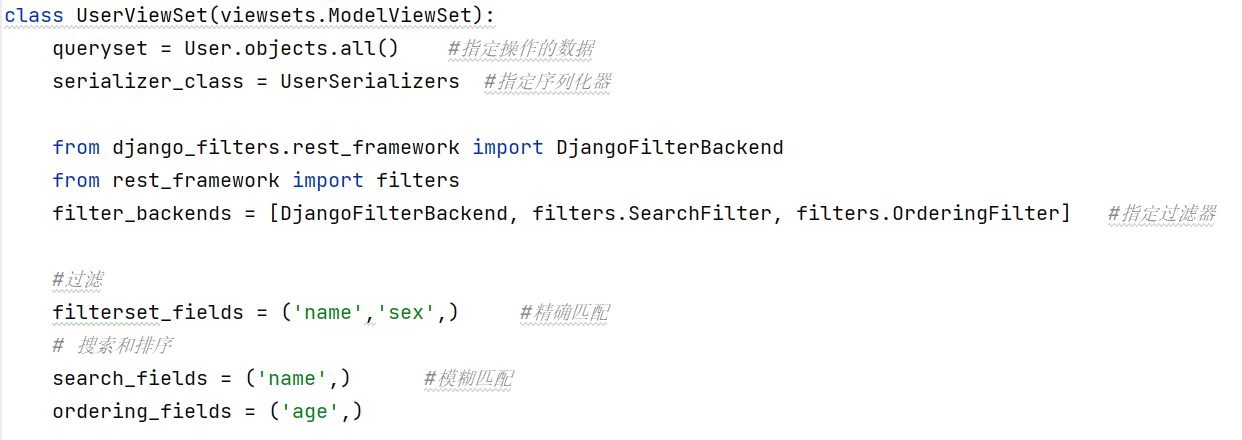 class UserViewSet(viewsets.ModelViewSet):
    queryset = User.objects.all()    #指定操作的数据
    serializer_class = UserSerializers  #指定序列化器
    from django_filters.rest_framework import DjangoFilterBackend
    from rest_framework import filters
    filter_backends = [DjangoFilterBackend, filters.SearchFilter, filters.OrderingFilter]   #指定过滤器
    #过滤
    filterset_fields = ('name','sex',)     #精确匹配
    # 搜索和排序
    search_fields = ('name',)      #模糊匹配
    ordering_fields = ('age',)